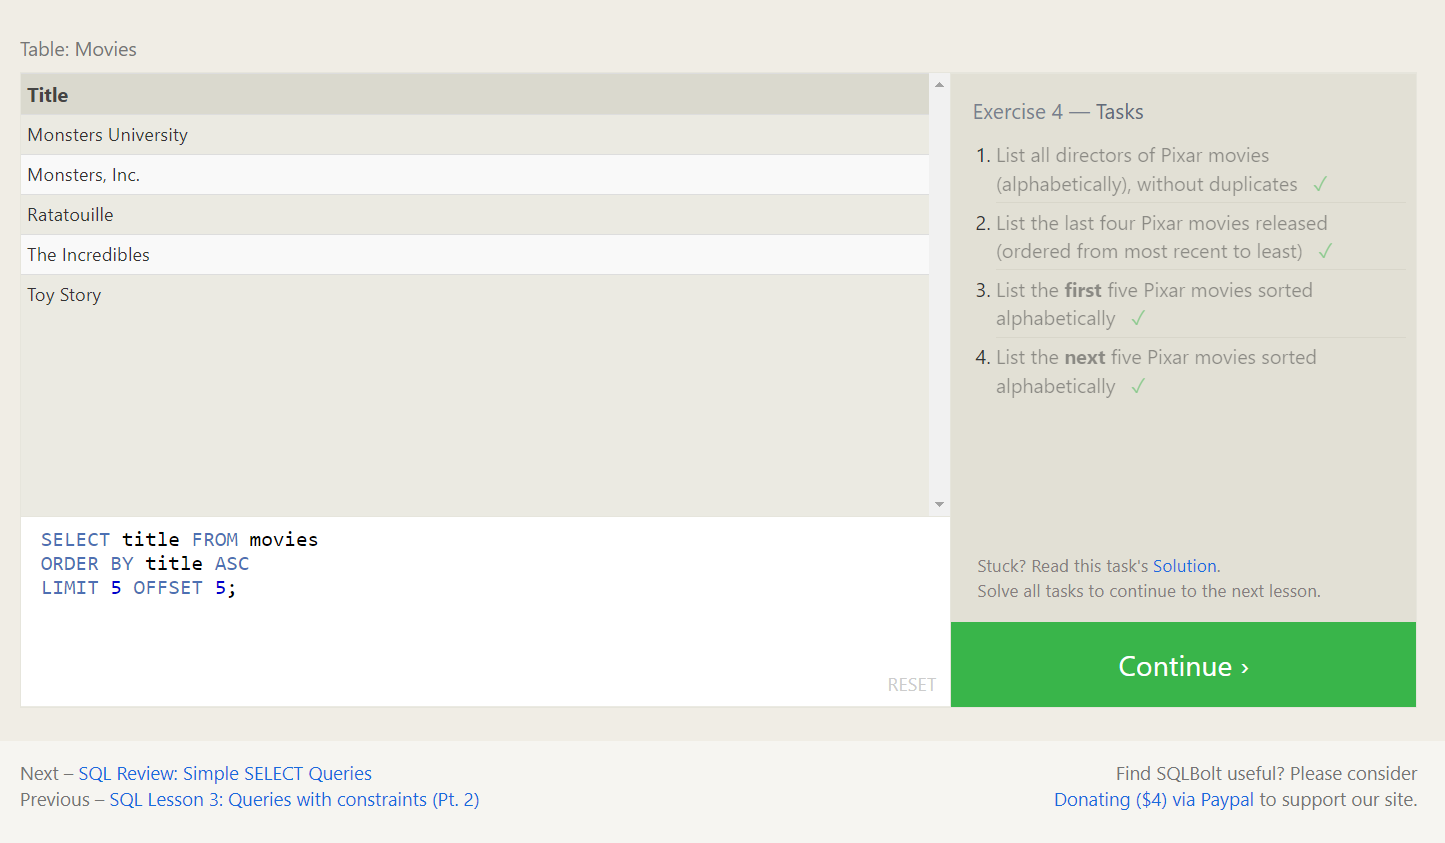 Table: Movies
Title
Monsters University
Monsters, Inc.
Ratatouille
The Incredibles
Toy Story
SELECT title FROM movies
ORDER BY title ASC
LIMIT 5 OFFSET 5;
RESET
Exercise 4 — Tasks
1. List all directors of Pixar movies
(alphabetically), without duplicates ✓
2. List the last four Pixar movies released
(ordered from most recent to least) ✓
3. List the first five Pixar movies sorted
alphabetically ✓
4. List the next five Pixar movies sorted
alphabetically ✓
Stuck? Read this task's Solution.
Solve all tasks to continue to the next lesson.
Continue ›
Next – SQL Review: Simple SELECT Queries
Previous – SQL Lesson 3: Queries with constraints (Pt. 2)
Find SQLBolt useful? Please consider
Donating ($4) via Paypal to support our site.